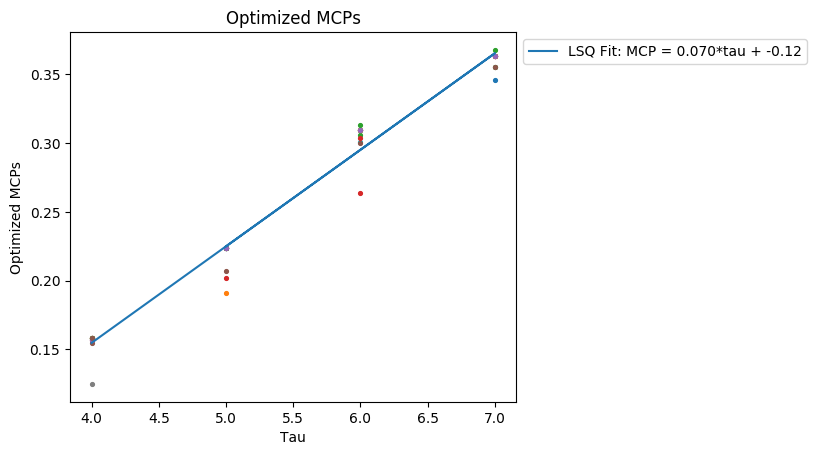 Optimized MCPs
LSQ Fit: MCP = 0.070*tau + -0.12
0.35
0.30
0.25
0.20
0.15
Optimized MCPs
4.0 4.5 5.0 5.5 6.0 6.5 7.0
Tau